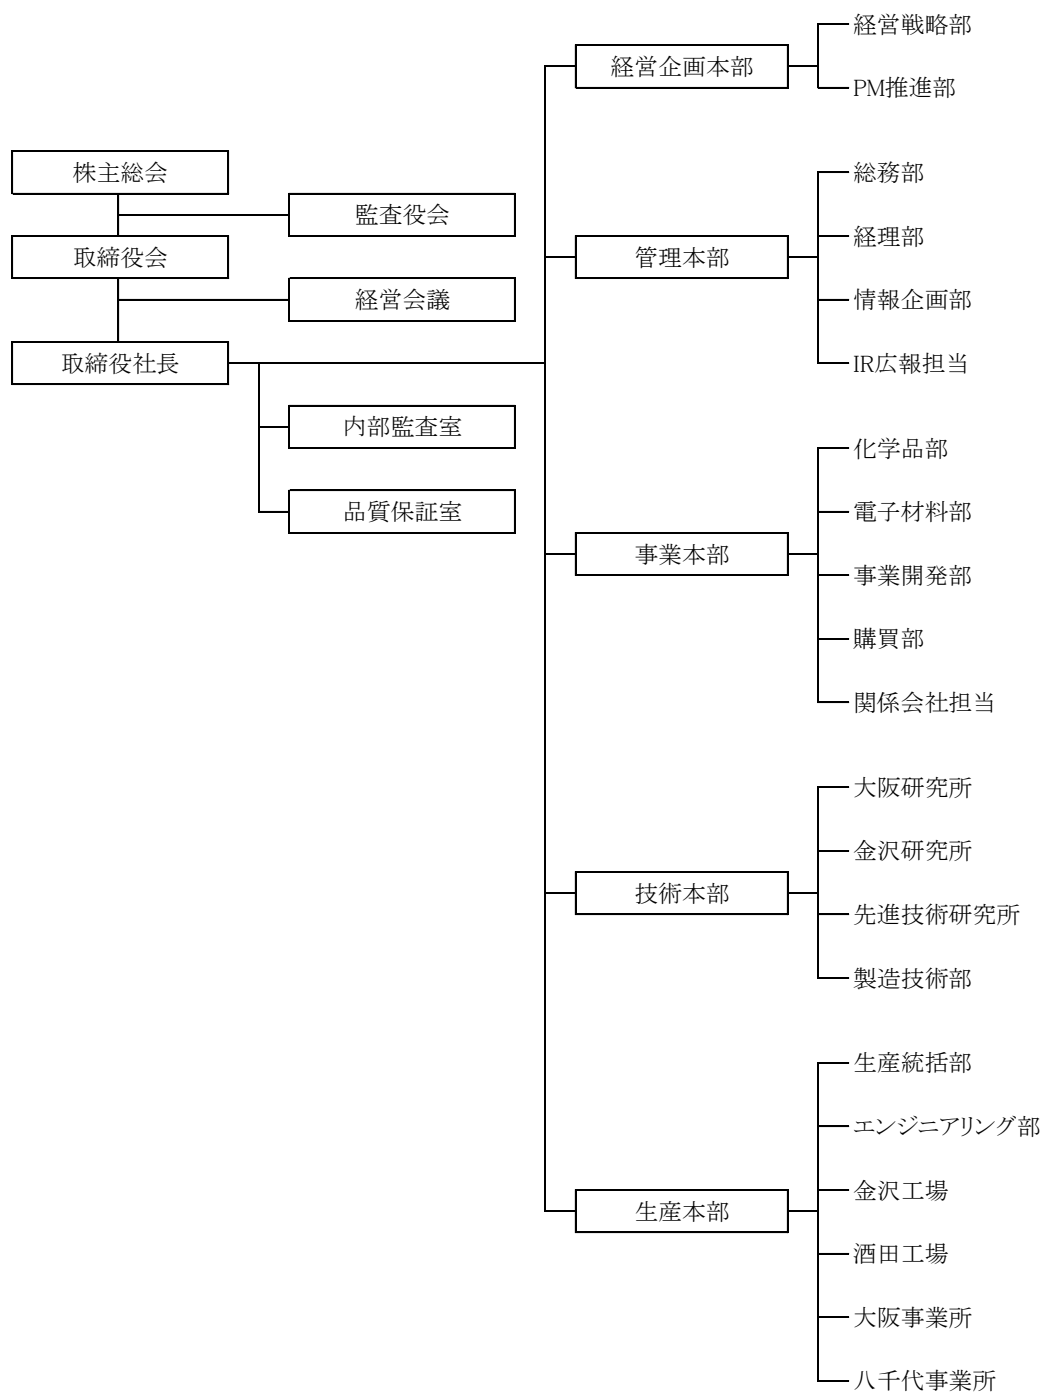 株主総会
監査役会
取締役会
経営会議
取締役社長
内部監査室
品質保証室
経営企画本部
経営戦略部
PM推進部
管理本部
総務部
経理部
情報企画部
IR広報担当
事業本部
化学品部
電子材料部
事業開発部
購買部
関係会社担当
技術本部
大阪研究所
金沢研究所
先進技術研究所
製造技術部
生産本部
生産統括部
エンジニアリング部
金沢工場
酒田工場
大阪事業所
八千代事業所